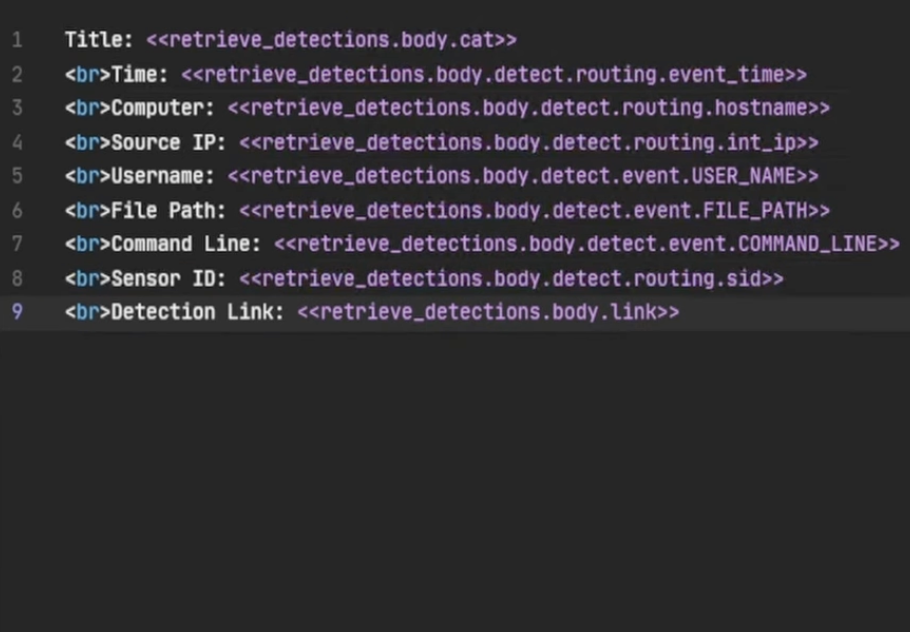 1 Title: <<retrieve_detections.body.cat>>
2 <br>Time: <<retrieve_detections.body.detect.routing.event_time>>
3 <br>Computer: <<retrieve_detections.body.detect.routing.hostname>>
4 <br>Source IP: <<retrieve_detections.body.detect.routing.int_ip>>
5 <br>Username: <<retrieve_detections.body.detect.event.USER_NAME>>
6 <br>File Path: <<retrieve_detections.body.detect.event.FILE_PATH>>
7 <br>Command Line: <<retrieve_detections.body.detect.event.COMMAND_LINE>>
8 <br>Sensor ID: <<retrieve_detections.body.detect.routing.sid>>
9 <br>Detection Link: <<retrieve_detections.body.link>>